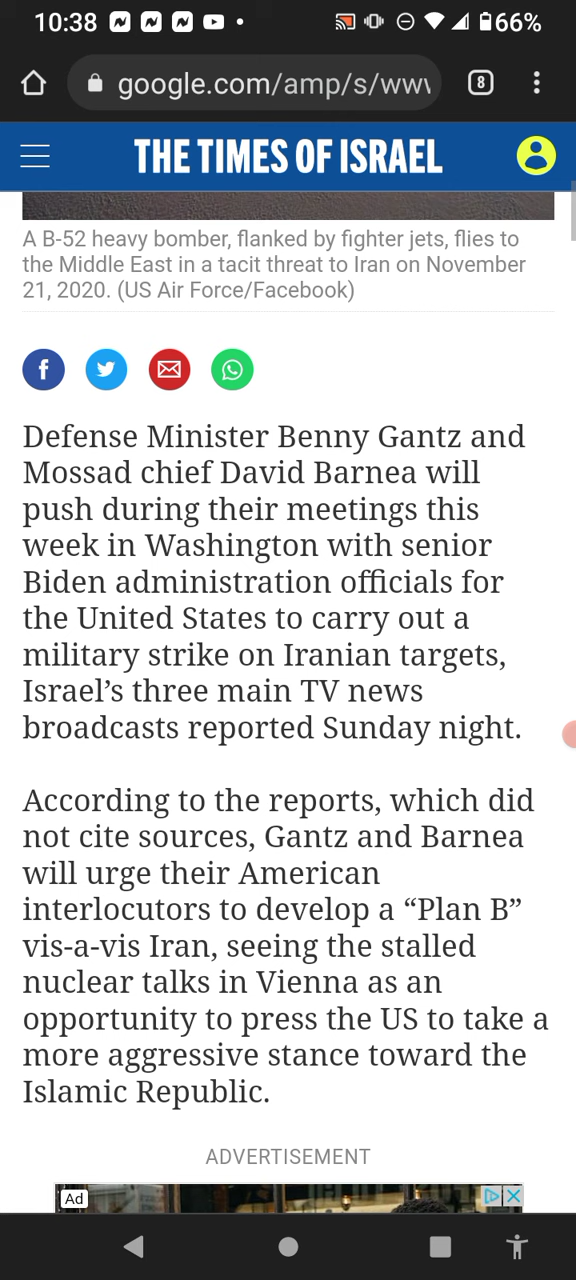 10:38
66%
google.com/amp/s/www
8
THE TIMES OF ISRAEL
A B-52 heavy bomber, flanked by fighter jets, flies to
the Middle East in a tacit threat to Iran on November
21, 2020. (US Air Force/Facebook)
Defense Minister Benny Gantz and
Mossad chief David Barnea will
push during their meetings this
week in Washington with senior
Biden administration officials for
the United States to carry out a
military strike on Iranian targets,
Israel’s three main TV news
broadcasts reported Sunday night.
According to the reports, which did
not cite sources, Gantz and Barnea
will urge their American
interlocutors to develop a “Plan B”
vis-a-vis Iran, seeing the stalled
nuclear talks in Vienna as an
opportunity to press the US to take a
more aggressive stance toward the
Islamic Republic.
ADVERTISEMENT
Ad